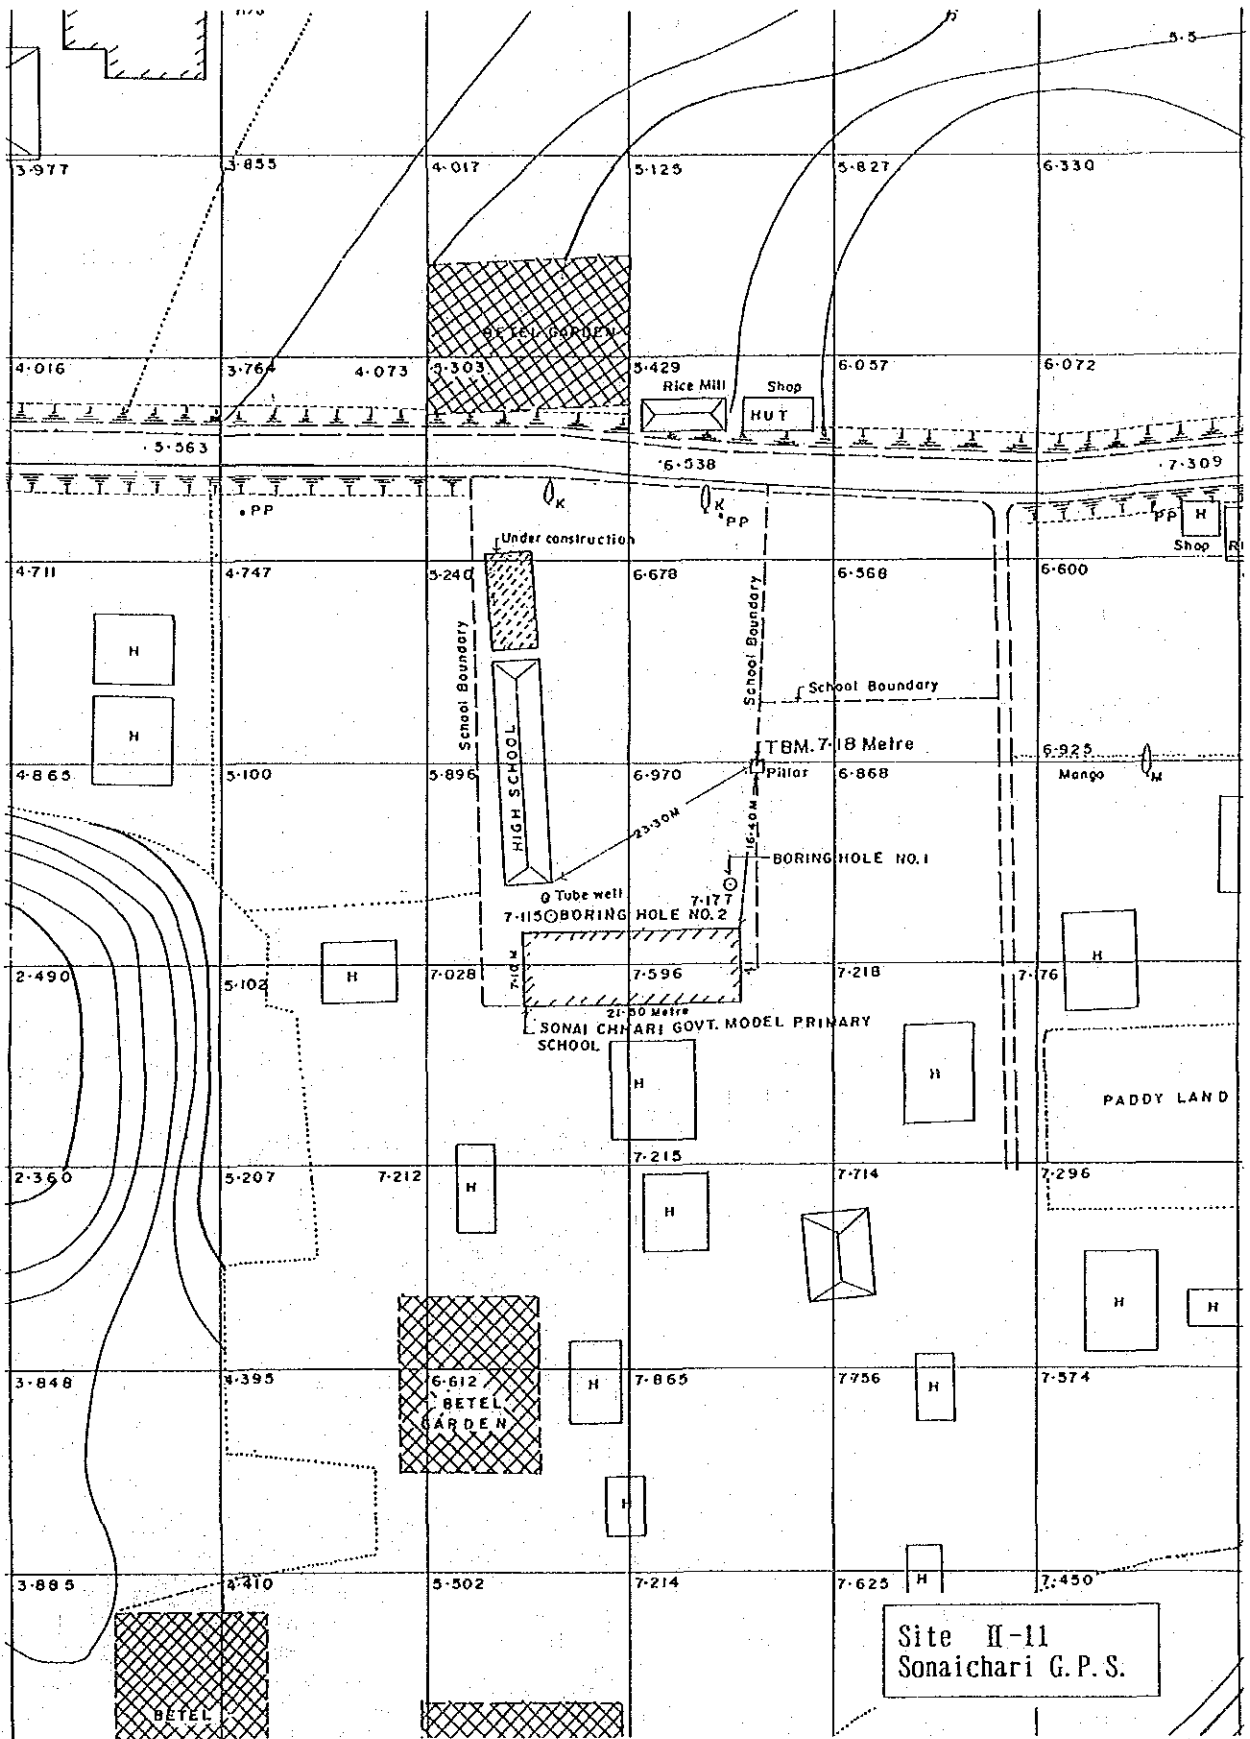 5.5
3.977
3.855
4.017
5.125
5.827
6.330
BETEL GARDEN
4.016
3.764
4.073
5.303
5.429
6.057
6.072
Rice Mill
Shop
HUT
.5.563
.6.538
.7.309
.PP
K
K
PP
PP
H
Shop
Under construction
4.711
4.747
5.240
6.678
6.568
6.600
H
School Boundary
School Boundary
School Boundary
H
HIGH SCHOOL
TBM. 7.18 Metre
6.925
4.865
5.100
5.896
6.970
Pillar
6.868
Mango
M
23.30M
16.40M
BORING HOLE NO.1
Tube well
7.177
7.115 BORING HOLE NO.2
2.490
5.102
H
7.028
7.10 M
7.596
7.218
7.76
H
21.50 Metre
SONAI CHHARI GOVT. MODEL PRIMARY
SCHOOL
H
H
PADDY LAND
2.360
5.207
7.212
H
7.215
7.714
7.296
H
H
H
3.848
4.395
6.612
H
7.865
7.756
H
7.574
BETEL
GARDEN
H
3.885
4.410
5.502
7.214
7.625
H
7.450
Site II-11
Sonaichari G.P.S.
BETEL